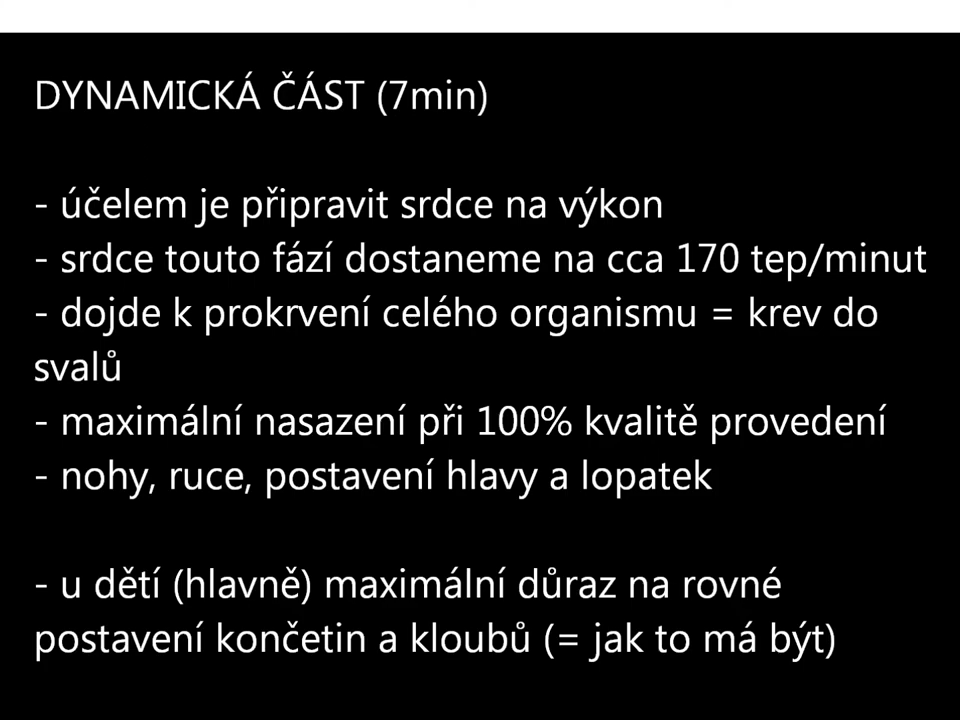 DYNAMICKÁ ČÁST (7min)
- účelem je připravit srdce na výkon
- srdce touto fází dostaneme na cca 170 tep/minut
- dojde k prokrvení celého organismu = krev do
svalů
- maximální nasazení při 100% kvalitě provedení
- nohy, ruce, postavení hlavy a lopatek
- u dětí (hlavně) maximální důraz na rovné
postavení končetin a kloubů (= jak to má být)